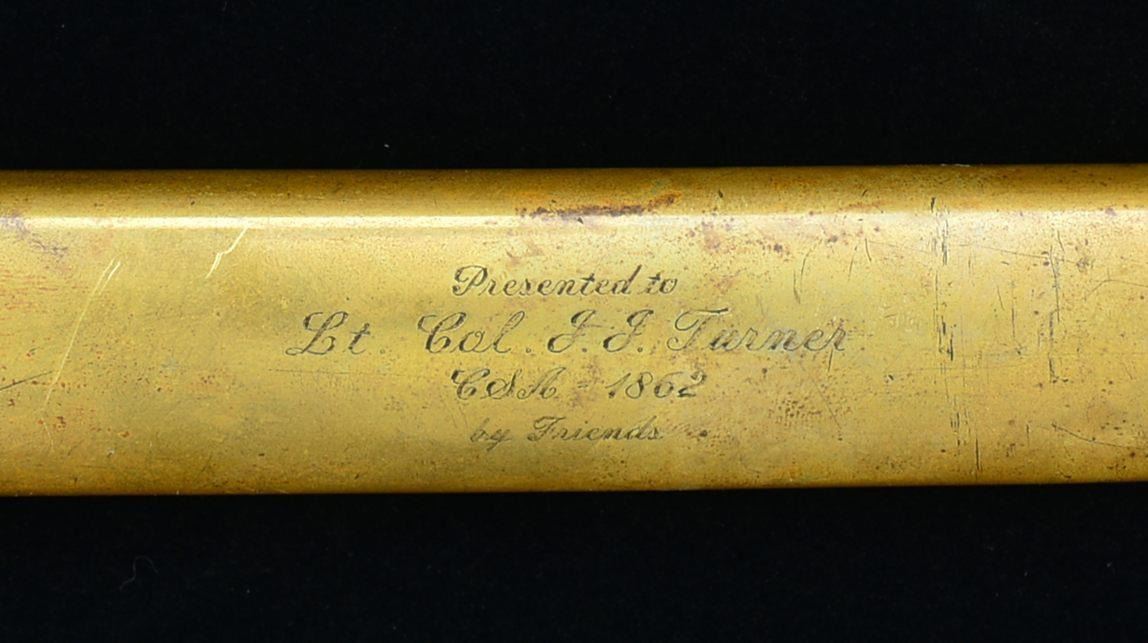 Presented to
Lt. Col. J. J. Turner
CSA - 1862
by Friends